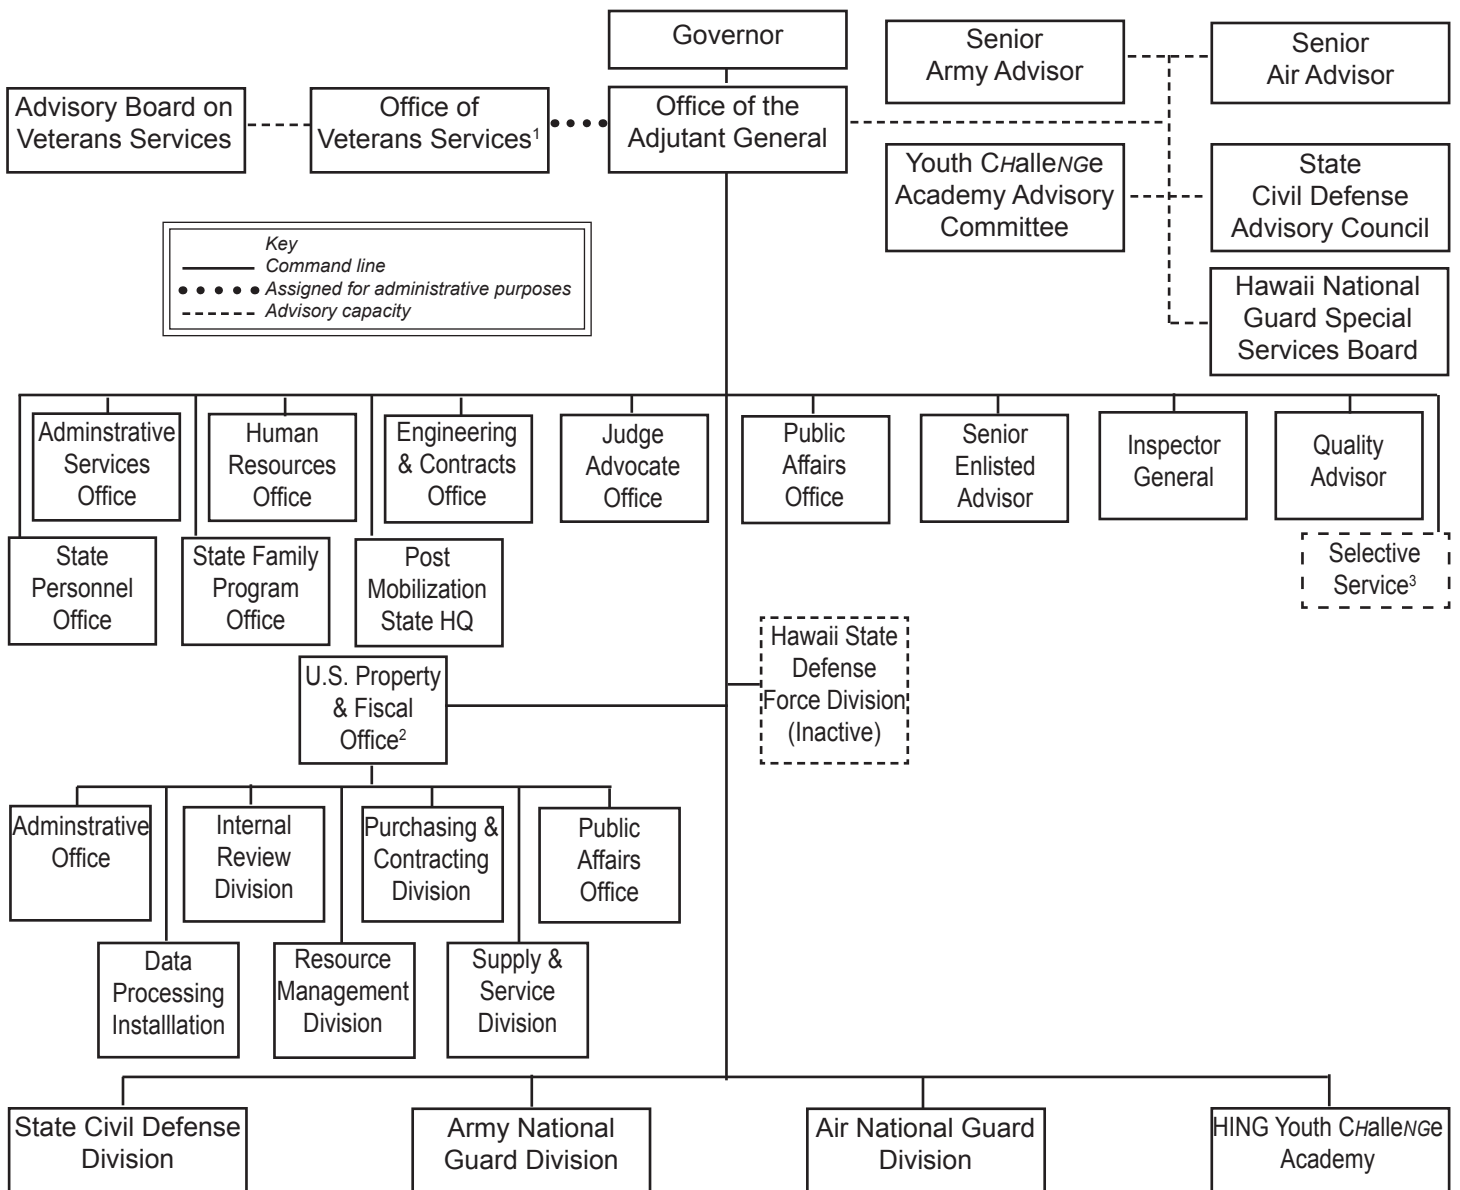 Governor
Senior
Army Advisor
Senior
Air Advisor
Advisory Board on
Veterans Services
Office of
Veterans Services1
Office of the
Adjutant General
Youth CHalleNGe
Academy Advisory
Committee
State
Civil Defense
Advisory Council
Key
Command line
Assigned for administrative purposes
Advisory capacity
Hawaii National
Guard Special
Services Board
Adminstrative
Services
Office
Human
Resources
Office
Engineering
& Contracts
Office
Judge
Advocate
Office
Public
Affairs
Office
Senior
Enlisted
Advisor
Inspector
General
Quality
Advisor
State
Personnel
Office
State Family
Program
Office
Post
Mobilization
State HQ
Selective
Service3
Hawaii State
Defense
Force Division
(Inactive)
U.S. Property
& Fiscal
Office2
Adminstrative
Office
Internal
Review
Division
Purchasing &
Contracting
Division
Public
Affairs
Office
Data
Processing
Installlation
Resource
Management
Division
Supply &
Service
Division
State Civil Defense
Division
Army National
Guard Division
Air National Guard
Division
HING Youth CHalleNGe
Academy